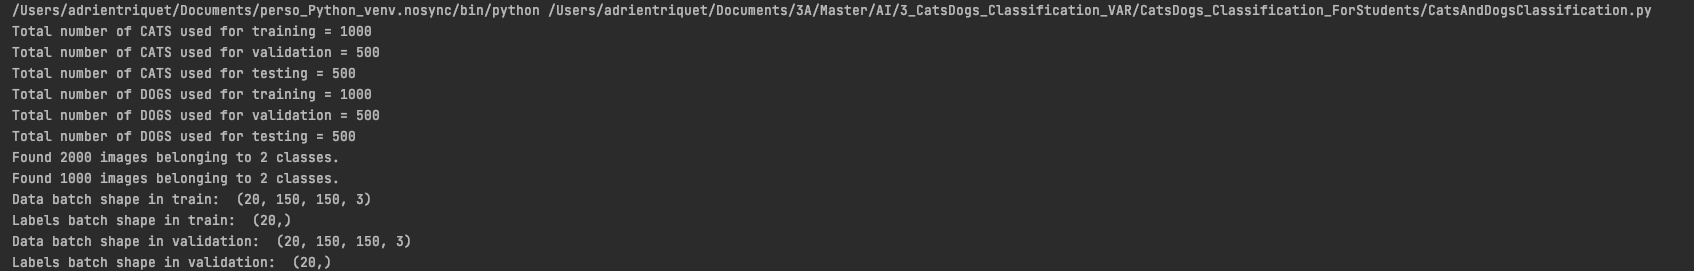 /Users/adrientriquet/Documents/perso_Python_venv.nosync/bin/python /Users/adrientriquet/Documents/3A/Master/AI/3_CatsDogs_Classification_VAR/CatsDogs_Classification_ForStudents/CatsAndDogsClassification.py
Total number of CATS used for training = 1000
Total number of CATS used for validation = 500
Total number of CATS used for testing = 500
Total number of DOGS used for training = 1000
Total number of DOGS used for validation = 500
Total number of DOGS used for testing = 500
Found 2000 images belonging to 2 classes.
Found 1000 images belonging to 2 classes.
Data batch shape in train:  (20, 150, 150, 3)
Labels batch shape in train:  (20,)
Data batch shape in validation:  (20, 150, 150, 3)
Labels batch shape in validation:  (20,)